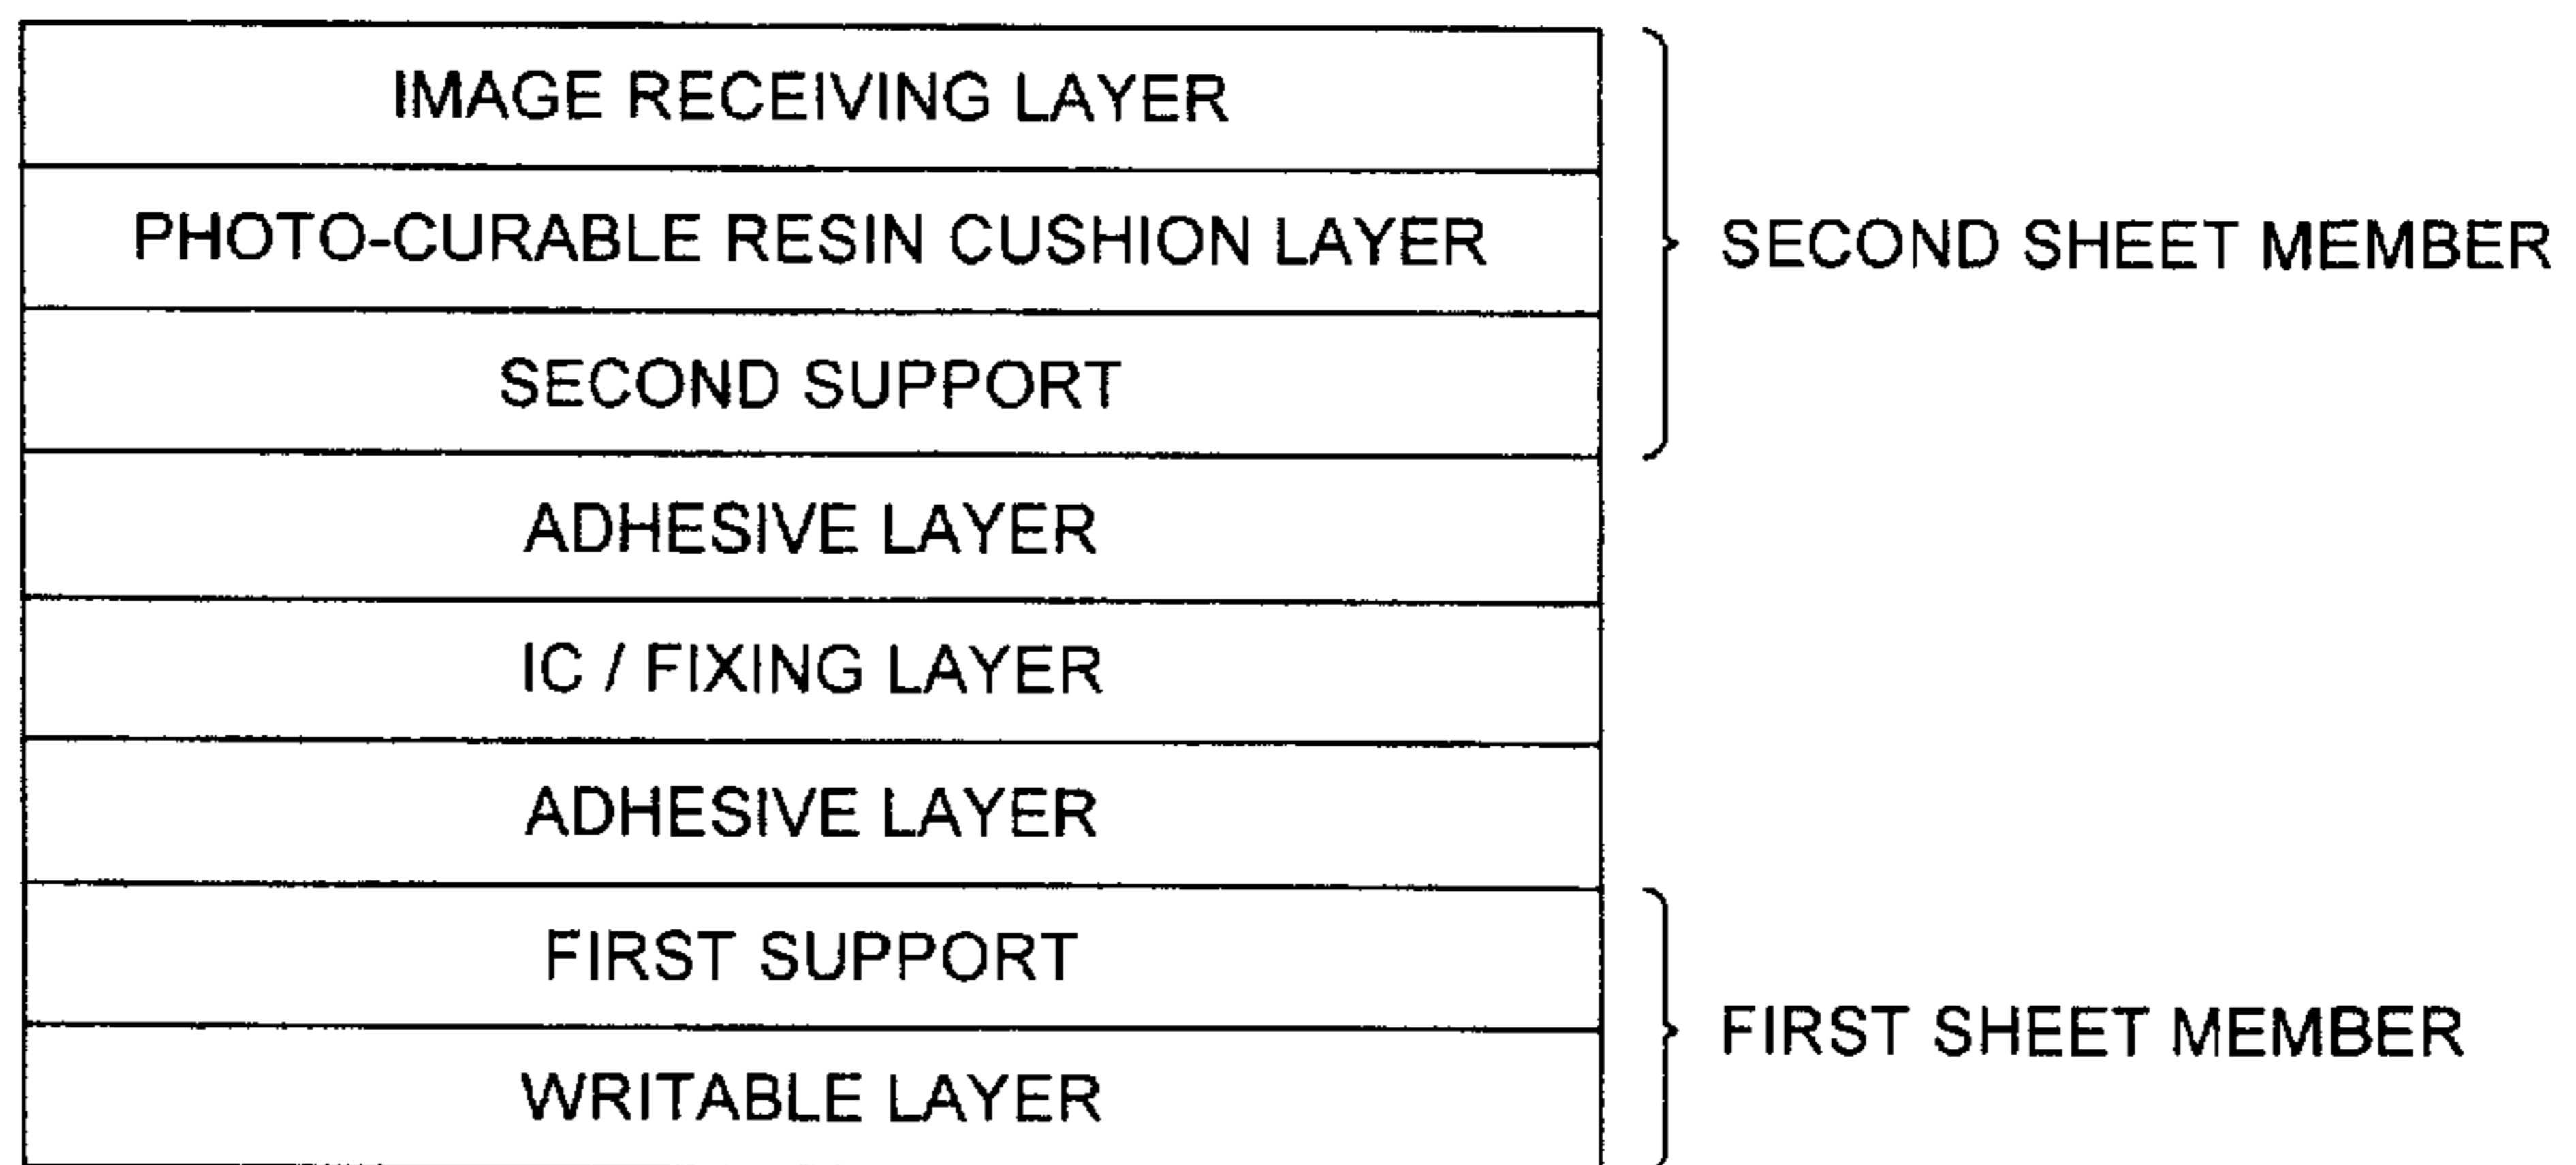 IMAGE RECEIVING LAYER
PHOTO-CURABLE RESIN CUSHION LAYER
SECOND SUPPORT
SECOND SHEET MEMBER
ADHESIVE LAYER
IC / FIXING LAYER
ADHESIVE LAYER
FIRST SUPPORT
WRITABLE LAYER
FIRST SHEET MEMBER